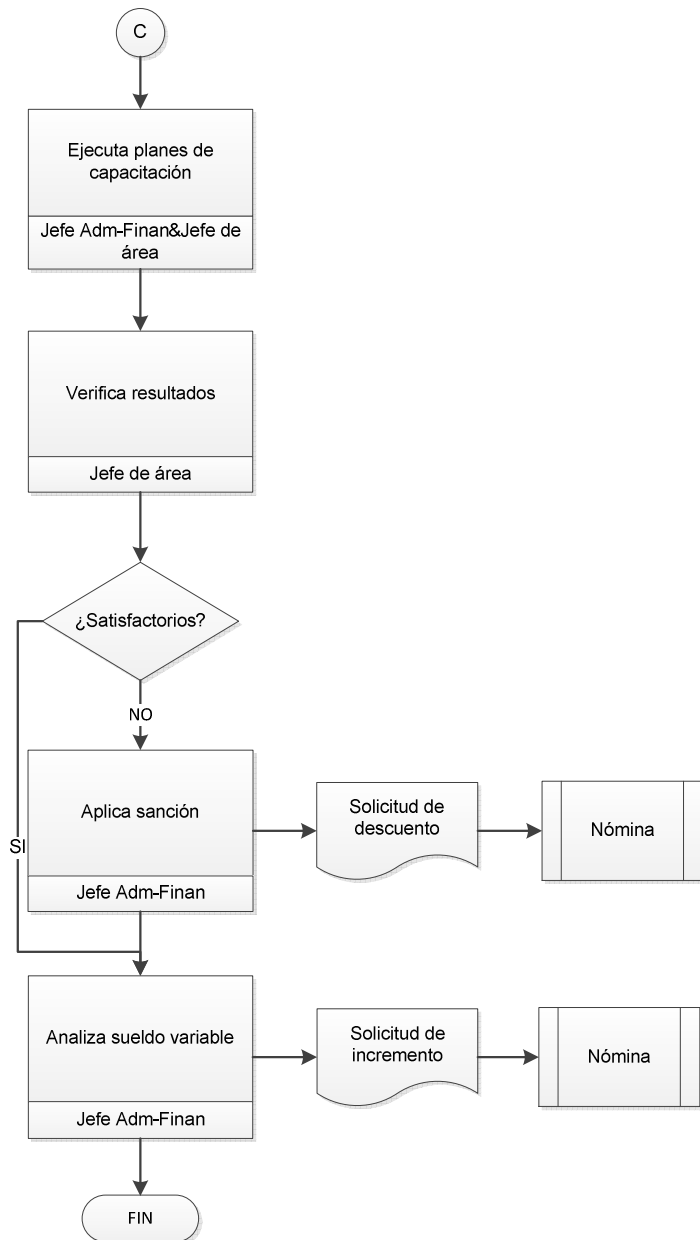 C
Ejecuta planes de
capacitación
Jefe Adm-Finan&Jefe de
área
Verifica resultados
Jefe de área
¿Satisfactorios?
NO
SI
Aplica sanción
Jefe Adm-Finan
Solicitud de
descuento
Nómina
Analiza sueldo variable
Jefe Adm-Finan
Solicitud de
incremento
Nómina
FIN